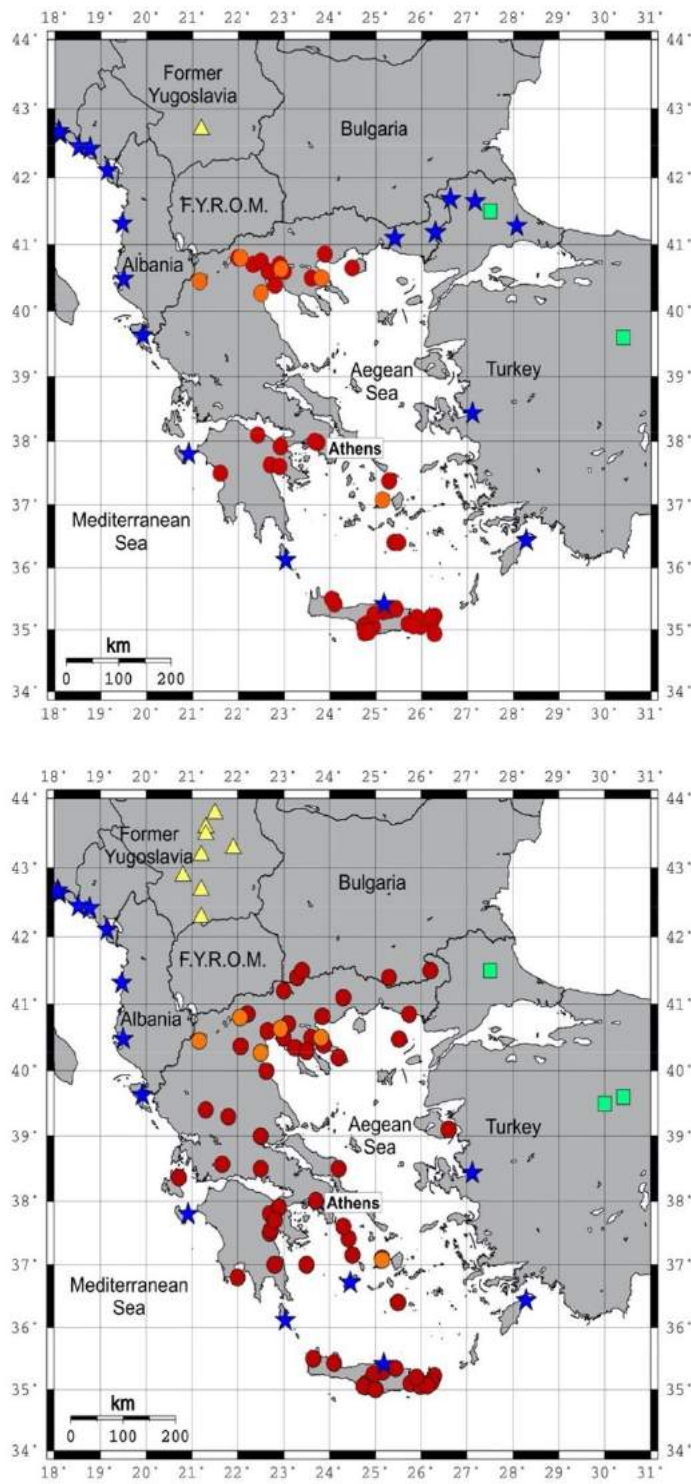 18° 19° 20° 21° 22° 23° 24° 25° 26° 27° 28° 29° 30° 31°
44° 44°
Former
Yugoslavia
43° 43°
Bulgaria
42° 42°
F.Y.R.O.M.
41° 41°
Albania
40° 40°
Aegean
Sea
Turkey
39° 39°
38° 38°
Athens
37° 37°
Mediterranean
Sea
36° 36°
35° 35°
km
0 100 200
34° 34°
18° 19° 20° 21° 22° 23° 24° 25° 26° 27° 28° 29° 30° 31°
18° 19° 20° 21° 22° 23° 24° 25° 26° 27° 28° 29° 30° 31°
44° 44°
Former
Yugoslavia
43° 43°
Bulgaria
42° 42°
F.Y.R.O.M.
41° 41°
Albania
40° 40°
Aegean
Sea
Turkey
39° 39°
38° 38°
Athens
37° 37°
Mediterranean
Sea
36° 36°
35° 35°
km
0 100 200
34° 34°
18° 19° 20° 21° 22° 23° 24° 25° 26° 27° 28° 29° 30° 31°